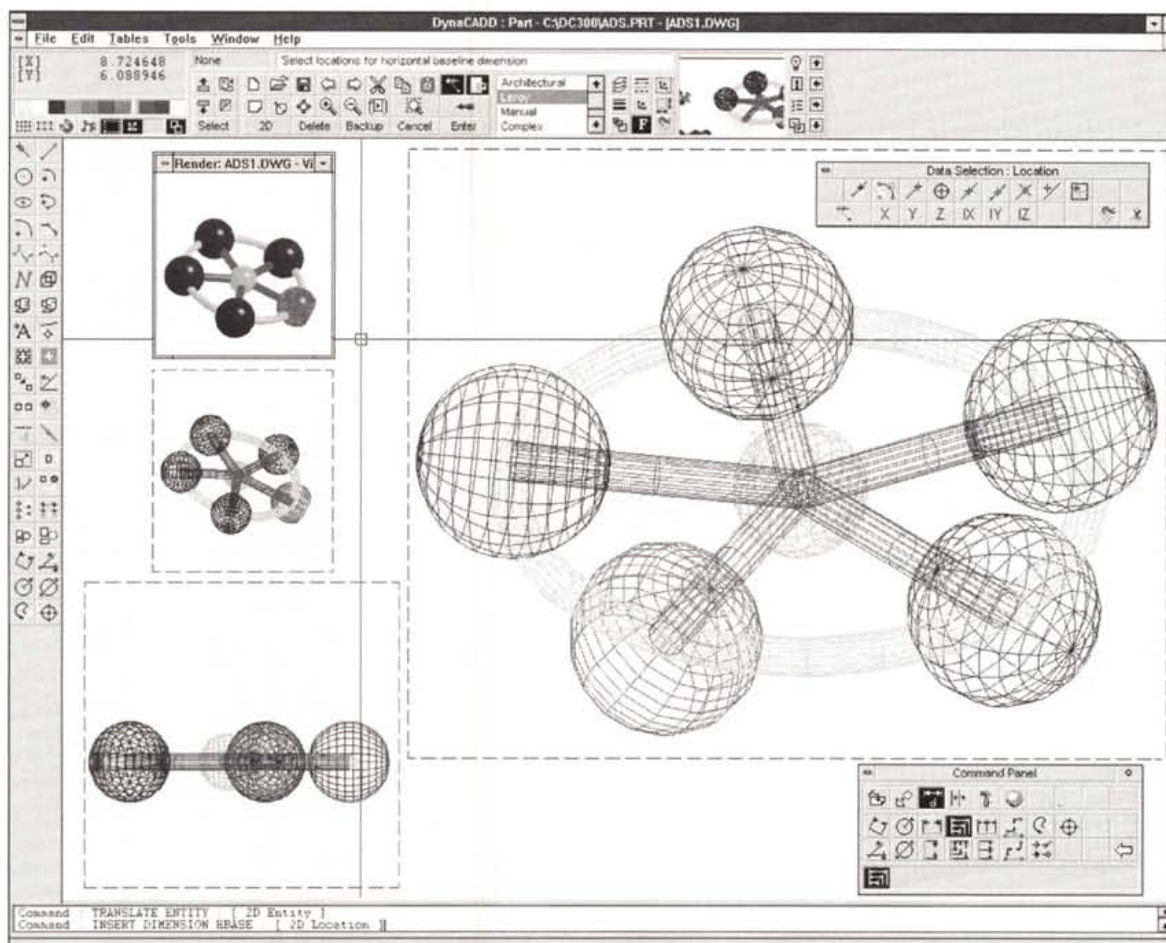 DynaCADD : Part - C:\DC300\ADS.PRT - [ADS1.DWG]
File Edit Tables Tools Window Help
[X] 8.724648
[Y] 6.088946
None
Select locations for horizontal baseline dimension
Select 2D Delete Backup Cancel Enter
Architectural
Leroy
Manual
Complex
F
Render: ADS1.DWG - Vi
Data Selection : Location
X Y Z IX IY IZ
N
A
D
Command Panel
Command : TRANSLATE ENTITY : [ 2D Entity ]
Command : INSERT DIMENSION HBASE : [ 2D Location ]